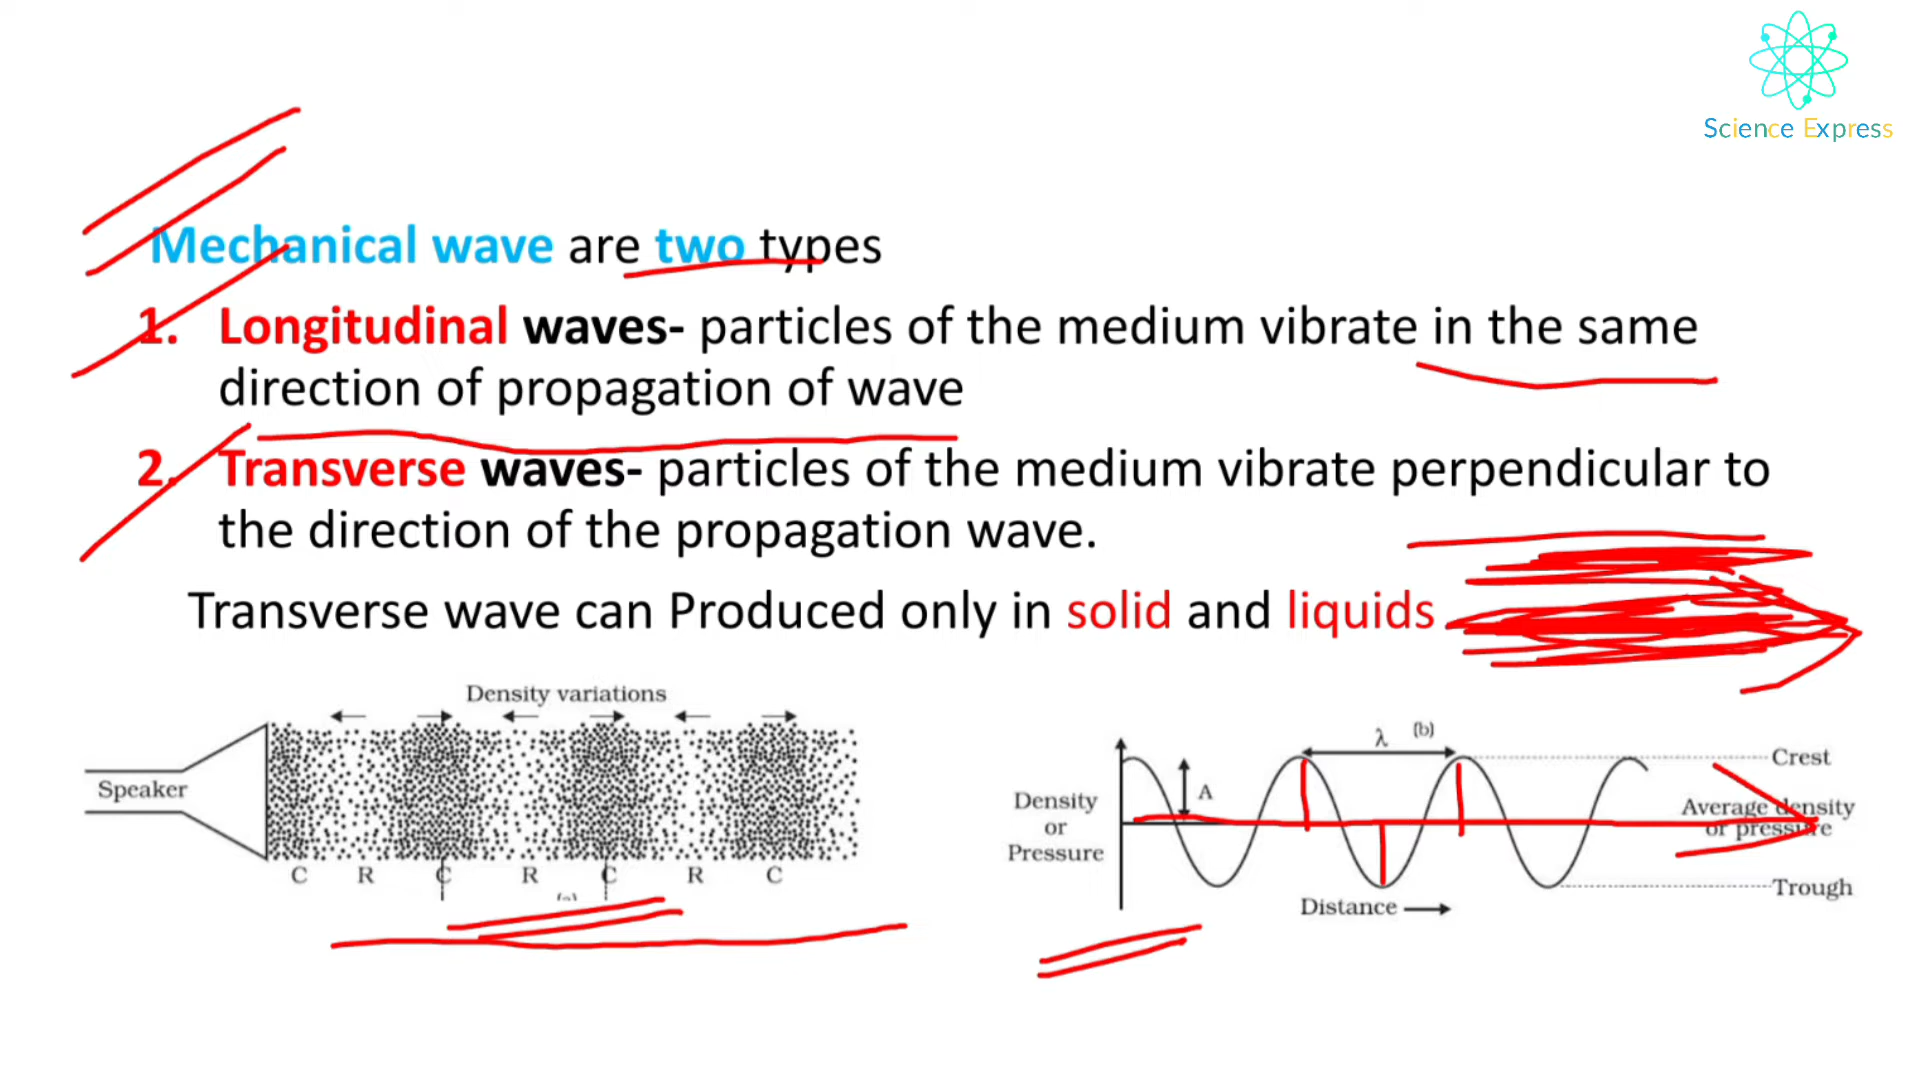 Science Express
Mechanical wave are two types
1. Longitudinal waves- particles of the medium vibrate in the same
direction of propagation of wave
2. Transverse waves- particles of the medium vibrate perpendicular to
the direction of the propagation wave.
Transverse wave can Produced only in solid and liquids
Density variations
Speaker
C R C R C R C
λ (b)
Crest
A
Density
or
Pressure
Average density
or pressure
Trough
Distance